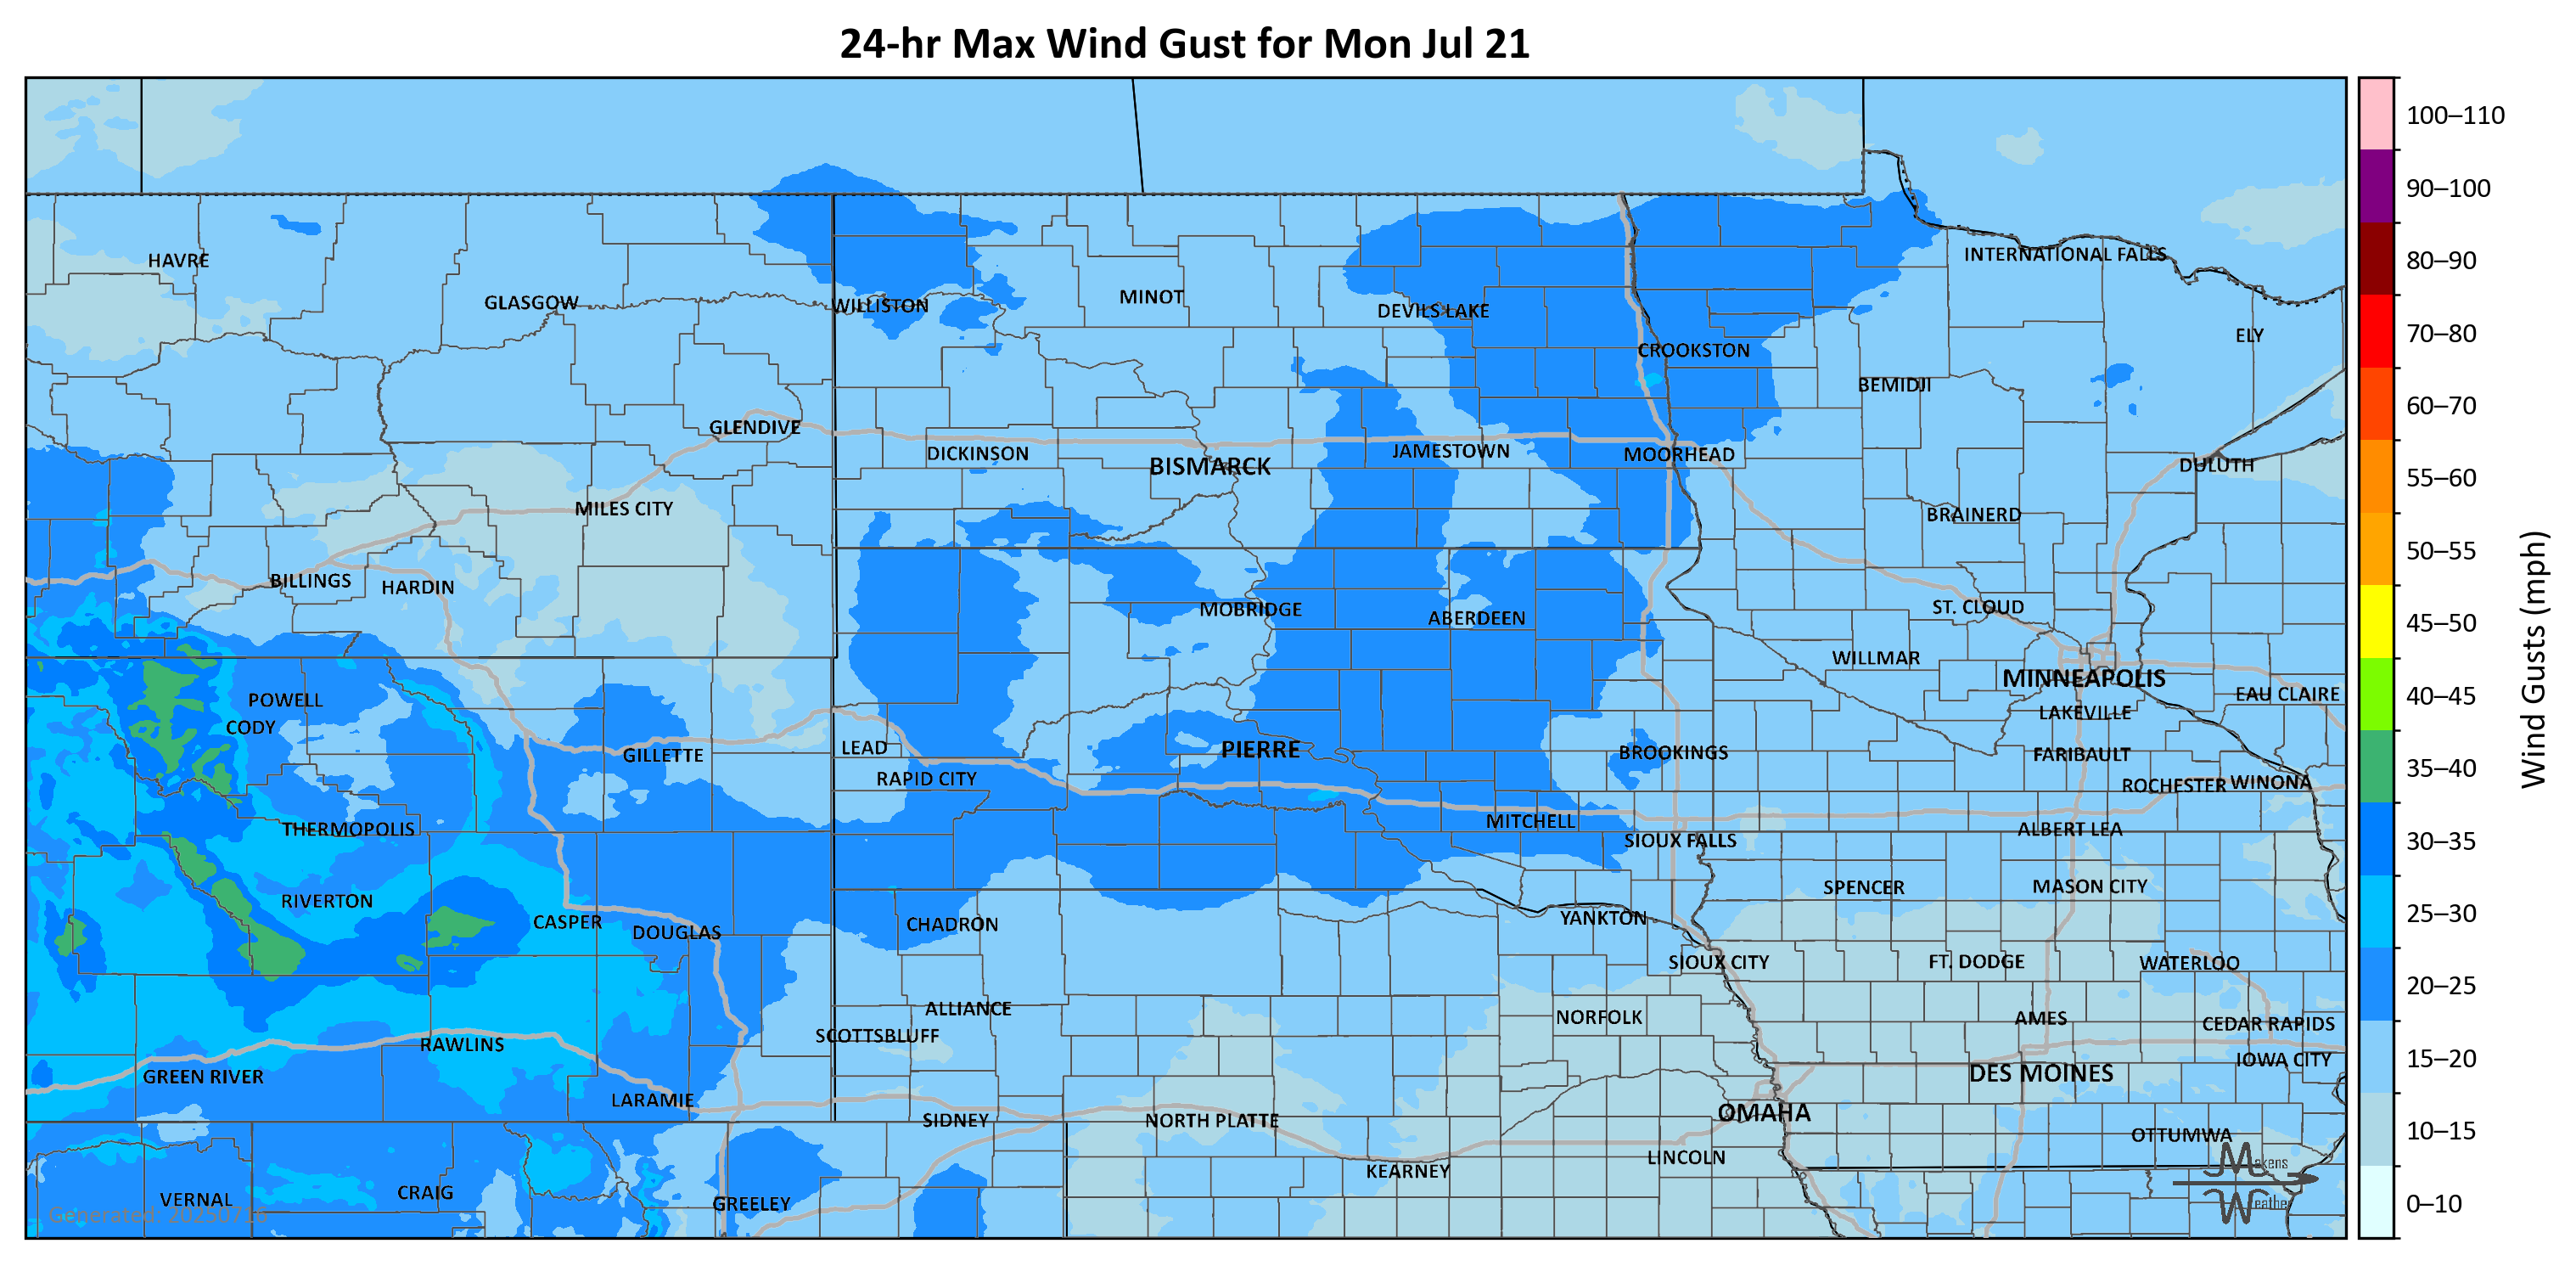 24-hr Max Wind Gust for Mon Jul 21
100–110
90–100
80–90
70–80
60–70
55–60
50–55
45–50
40–45
35–40
30–35
25–30
20–25
15–20
10–15
0–10
Wind Gusts (mph)
HAVRE
GLASGOW
WILLISTON
MINOT
DEVILS LAKE
INTERNATIONAL FALLS
ELY
CROOKSTON
BEMIDJI
GLENDIVE
DICKINSON
BISMARCK
JAMESTOWN
MOORHEAD
DULUTH
MILES CITY
BRAINERD
BILLINGS
HARDIN
MOBRIDGE
ABERDEEN
ST. CLOUD
WILLMAR
MINNEAPOLIS
EAU CLAIRE
POWELL
CODY
LAKEVILLE
GILLETTE
LEAD
PIERRE
BROOKINGS
FARIBAULT
RAPID CITY
ROCHESTER
WINONA
THERMOPOLIS
MITCHELL
SIOUX FALLS
ALBERT LEA
RIVERTON
SPENCER
MASON CITY
CASPER
DOUGLAS
CHADRON
YANKTON
SIOUX CITY
FT. DODGE
WATERLOO
ALLIANCE
NORFOLK
AMES
CEDAR RAPIDS
SCOTTSBLUFF
RAWLINS
IOWA CITY
GREEN RIVER
DES MOINES
LARAMIE
OMAHA
SIDNEY
NORTH PLATTE
OTTUMWA
LINCOLN
KEARNEY
VERNAL
CRAIG
GREELEY
Generated: 20250716
Makens
Weather